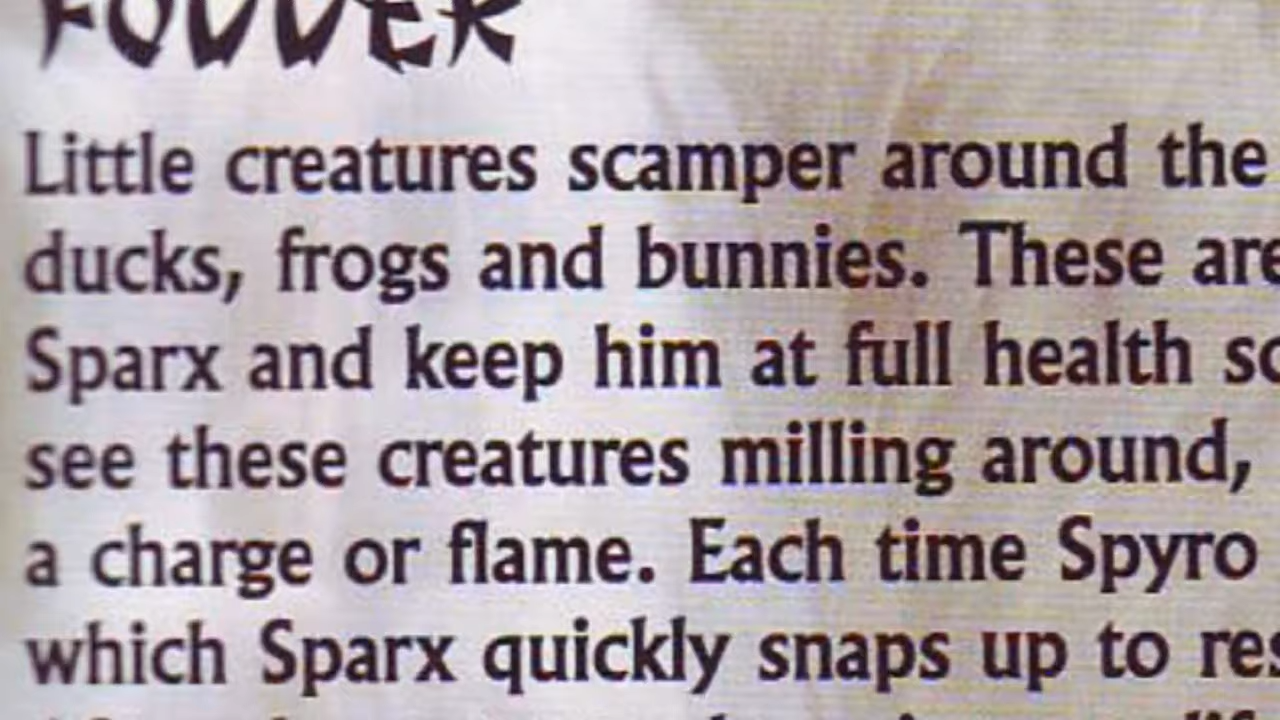 FODDER
Little creatures scamper around the
ducks, frogs and bunnies. These are
Sparx and keep him at full health so
see these creatures milling around,
a charge or flame. Each time Spyro
which Sparx quickly snaps up to